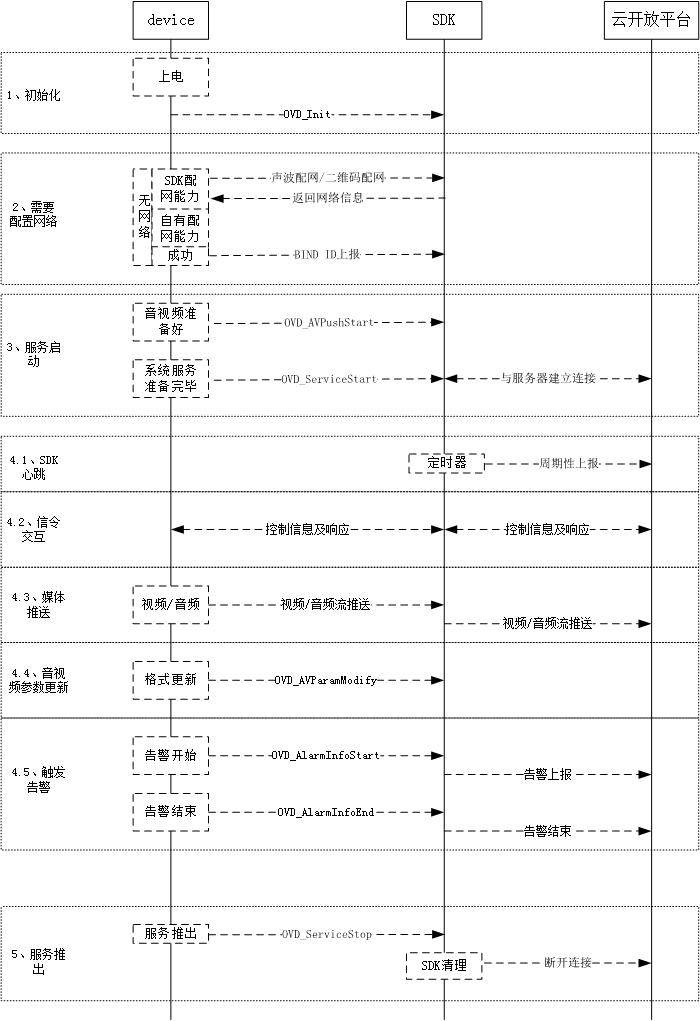 device
SDK
云开放平台
1、初始化
上电
OVD_Init
2、需要
配置网络
无
网
络
SDK配
网能力
自有配
网能力
成功
声波配网/二维码配网
返回网络信息
BIND ID上报
3、服务启
动
音视频准
备好
OVD_AVPushStart
系统服务
准备完毕
OVD_ServiceStart
与服务器建立连接
4.1、SDK
心跳
定时器
周期性上报
4.2、信令
交互
控制信息及响应
控制信息及响应
4.3、媒体
推送
视频/音频
视频/音频流推送
视频/音频流推送
4.4、音视
频参数更新
格式更新
OVD_AVParamModify
4.5、触发
告警
告警开始
OVD_AlarmInfoStart
告警上报
告警结束
OVD_AlarmInfoEnd
告警结束
5、服务推
出
服务推出
OVD_ServiceStop
SDK清理
断开连接